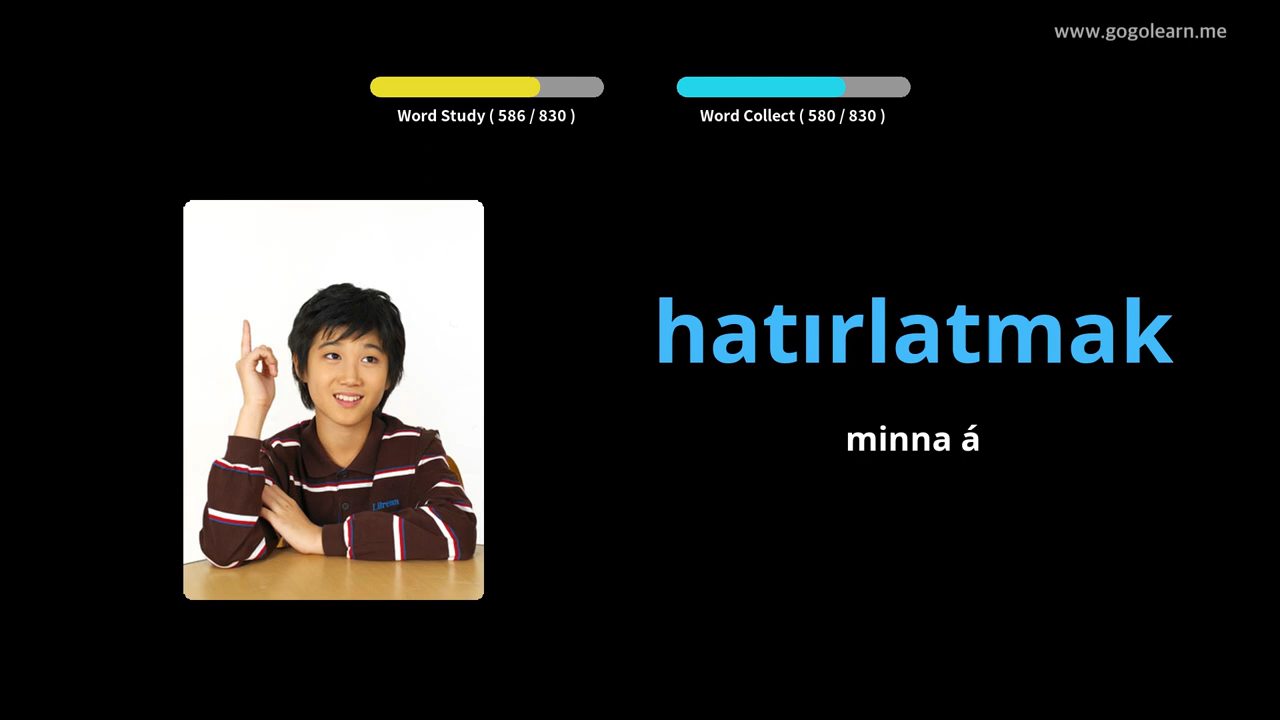 www.gogolearn.me
Word Study ( 586 / 830 )
Word Collect ( 580 / 830 )
hatırlatmak
minna á